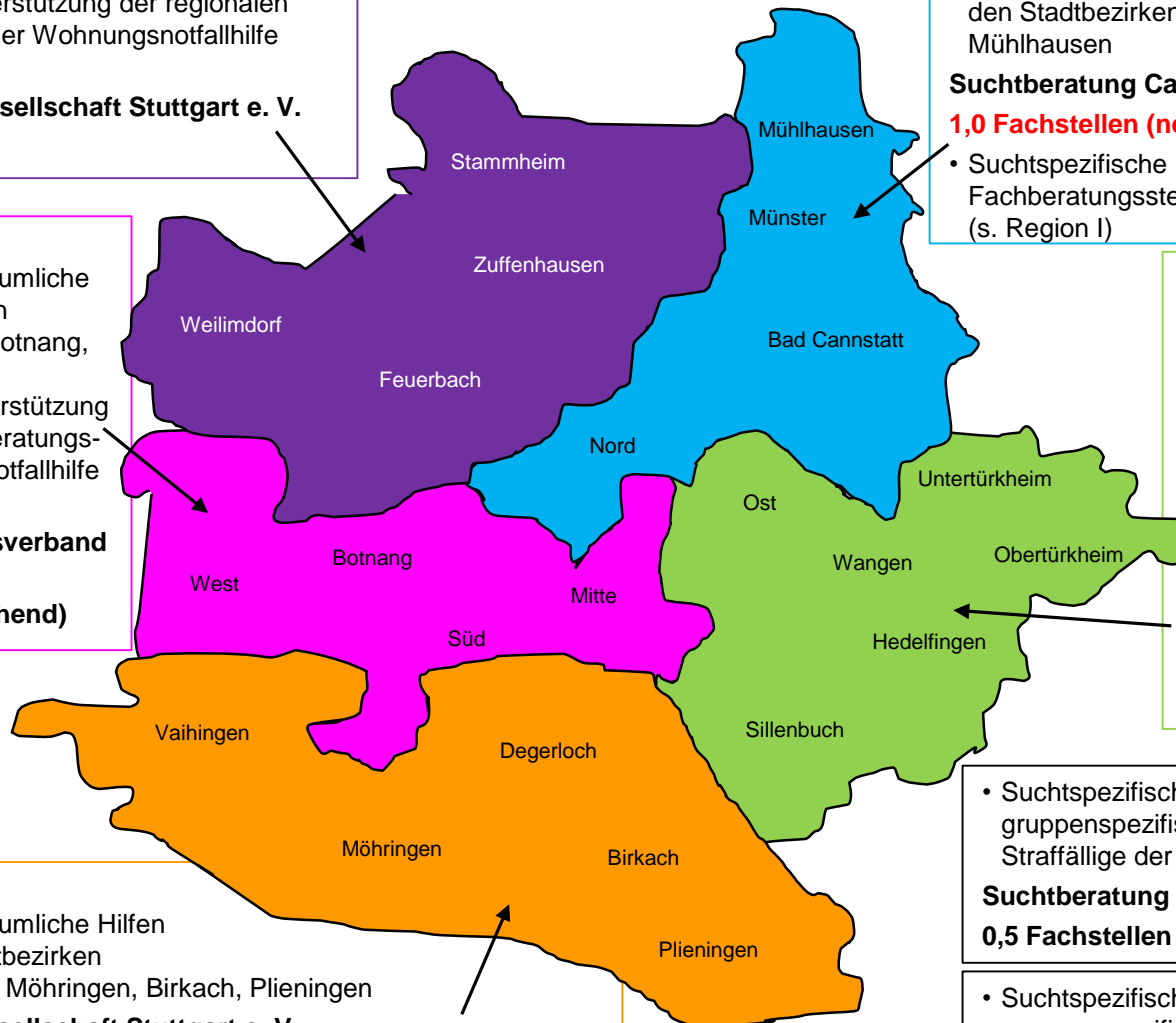 erstützung der regionalen
er Wohnungsnotfallhilfe
sellschaft Stuttgart e. V.
den Stadtbezirken
Mühlhausen
Suchtberatung Ca
1,0 Fachstellen (ne
• Suchtspezifische
Fachberatungsste
(s. Region I)
umliche
n
otnang,
erstützung
eratungs-
otfallhilfe
sverband
hend)
Stammheim
Zuffenhausen
Weilimdorf
Feuerbach
Mühlhausen
Münster
Bad Cannstatt
Nord
Ost
Untertürkheim
Wangen
Obertürkheim
Hedelfingen
Sillenbuch
Botnang
West
Mitte
Süd
Vaihingen
Degerloch
Möhringen
Birkach
Plieningen
umliche Hilfen
tbezirken
Möhringen, Birkach, Plieningen
• Suchtspezifisch
gruppenspezifis
Straffällige der
Suchtberatung
0,5 Fachstellen
• Suchtspezifisch